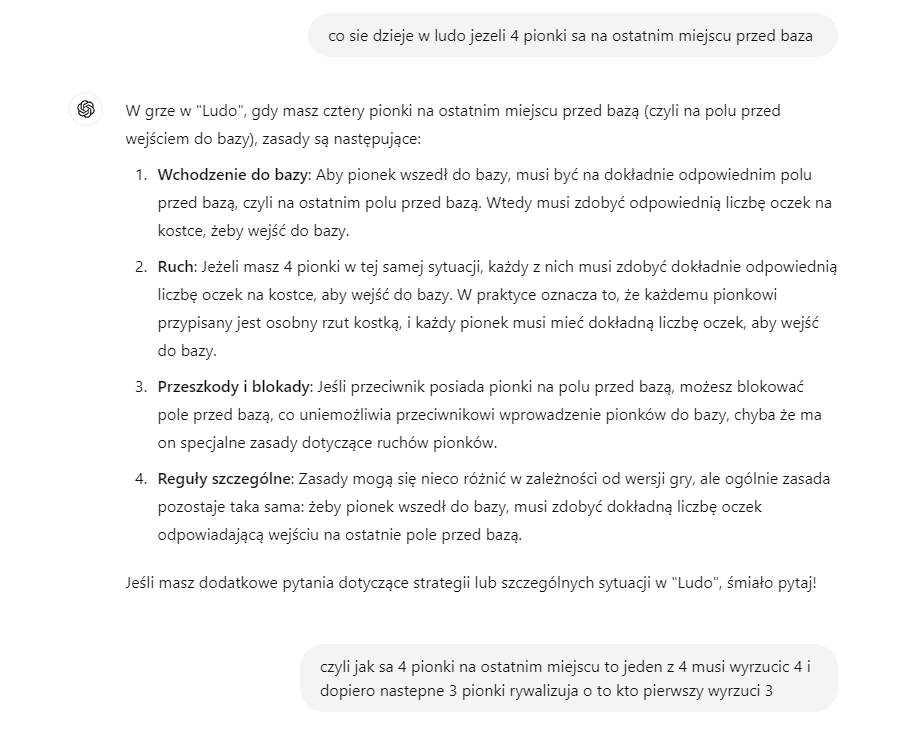 co sie dzieje w ludo jezeli 4 pionki sa na ostatnim miejscu przed baza
W grze w "Ludo", gdy masz cztery pionki na ostatnim miejscu przed bazą (czyli na polu przed
wejściem do bazy), zasady są następujące:
1. Wchodzenie do bazy: Aby pionek wszedł do bazy, musi być na dokładnie odpowiednim polu
przed bazą, czyli na ostatnim polu przed bazą. Wtedy musi zdobyć odpowiednią liczbę oczek na
kostce, żeby wejść do bazy.
2. Ruch: Jeżeli masz 4 pionki w tej samej sytuacji, każdy z nich musi zdobyć dokładnie odpowiednią
liczbę oczek na kostce, aby wejść do bazy. W praktyce oznacza to, że każdemu pionkowi
przypisany jest osobny rzut kostką, i każdy pionek musi mieć dokładną liczbę oczek, aby wejść
do bazy.
3. Przeszkody i blokady: Jeśli przeciwnik posiada pionki na polu przed bazą, możesz blokować
pole przed bazą, co uniemożliwia przeciwnikowi wprowadzenie pionków do bazy, chyba że ma
on specjalne zasady dotyczące ruchów pionków.
4. Reguły szczególne: Zasady mogą się nieco różnić w zależności od wersji gry, ale ogólnie zasada
pozostaje taka sama: żeby pionek wszedł do bazy, musi zdobyć dokładną liczbę oczek
odpowiadającą wejściu na ostatnie pole przed bazą.
Jeśli masz dodatkowe pytania dotyczące strategii lub szczególnych sytuacji w "Ludo", śmiało pytaj!
czyli jak sa 4 pionki na ostatnim miejscu to jeden z 4 musi wyrzucic 4 i
dopiero nastepne 3 pionki rywalizuja o to kto pierwszy wyrzuci 3